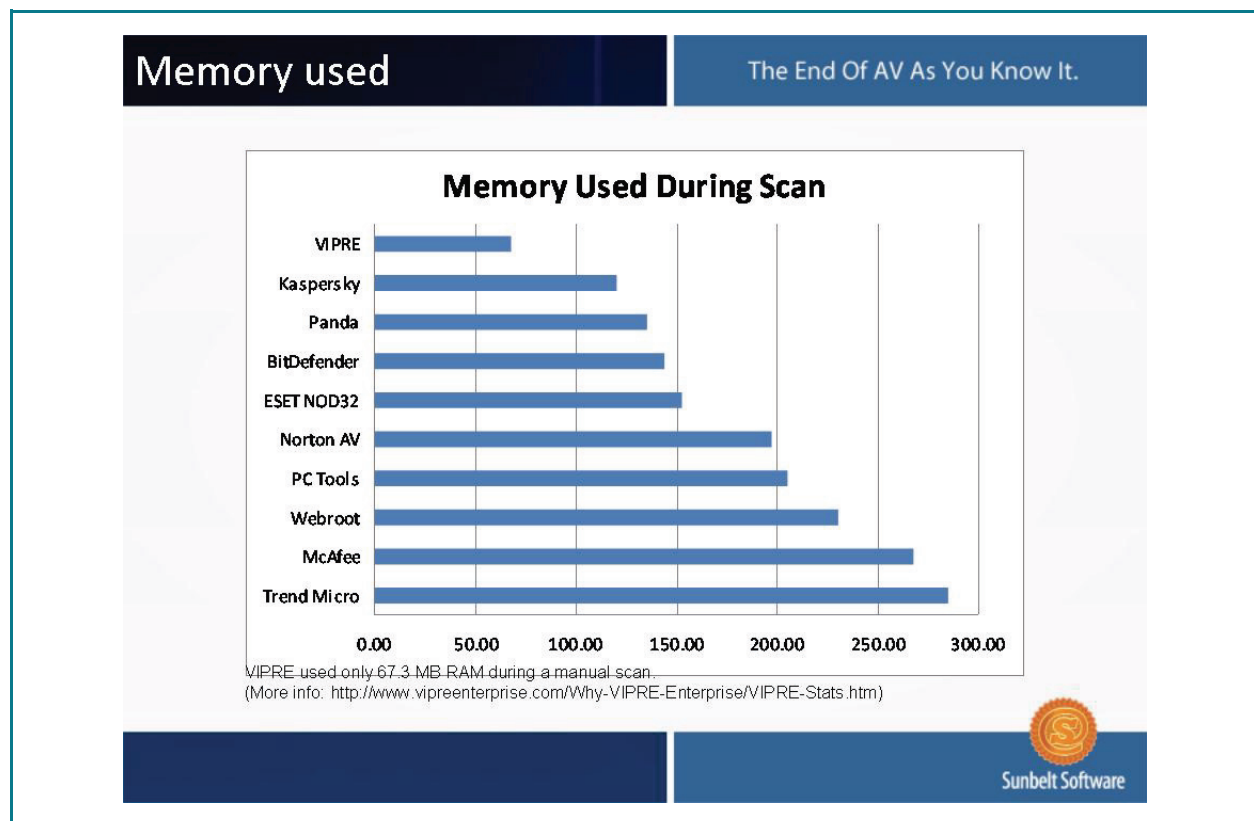 Memory used
The End Of AV As You Know It.
Memory Used During Scan
VIPRE
Kaspersky
Panda
BitDefender
ESET NOD32
Norton AV
PC Tools
Webroot
McAfee
Trend Micro
0.00 50.00 100.00 150.00 200.00 250.00 300.00
VIPRE used only 67.3 MB RAM during a manual scan.
(More info: http://www.vipreenterprise.com/Why-VIPRE-Enterprise/VIPRE-Stats.htm)
S
Sunbelt Software